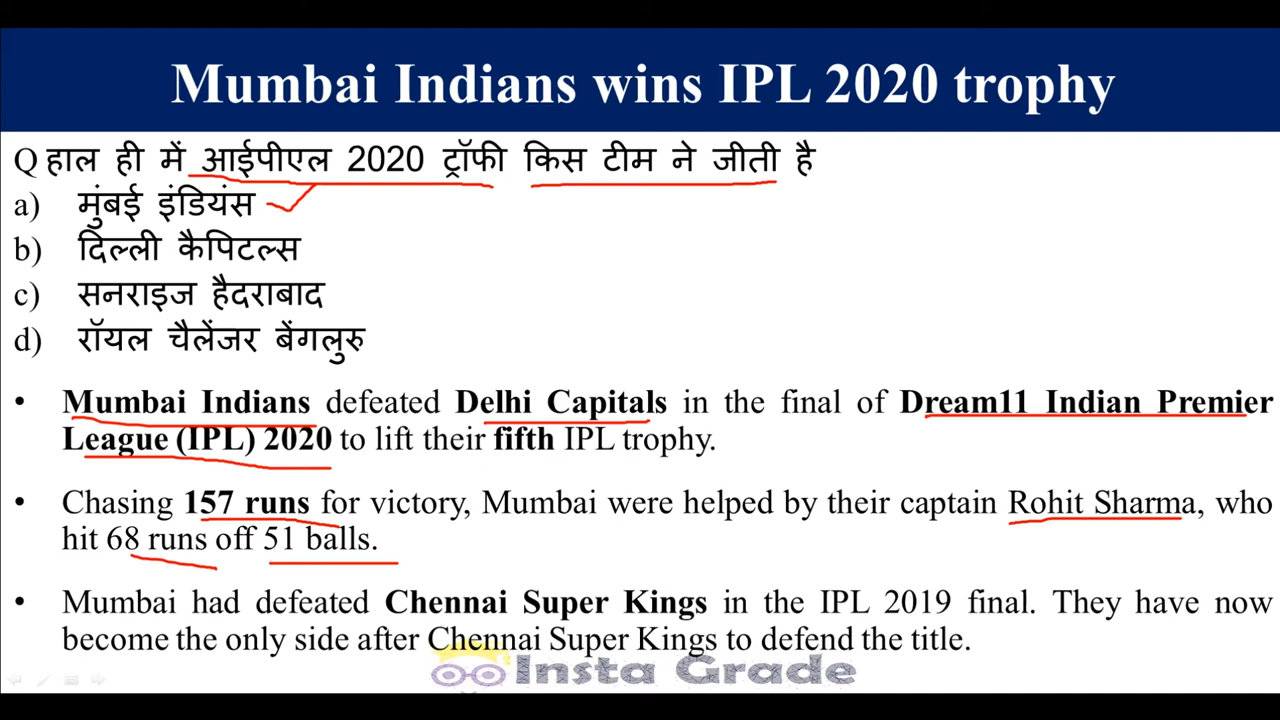 Mumbai Indians wins IPL 2020 trophy
Q हाल ही में आईपीएल 2020 ट्रॉफी किस टीम ने जीती है
a) मुंबई इंडियंस
b) दिल्ली कैपिटल्स
c) सनराइज हैदराबाद
d) रॉयल चैलेंजर बेंगलुरु
• Mumbai Indians defeated Delhi Capitals in the final of Dream11 Indian Premier
League (IPL) 2020 to lift their fifth IPL trophy.
• Chasing 157 runs for victory, Mumbai were helped by their captain Rohit Sharma, who
hit 68 runs off 51 balls.
• Mumbai had defeated Chennai Super Kings in the IPL 2019 final. They have now
become the only side after Chennai Super Kings to defend the title.
Insta Grade